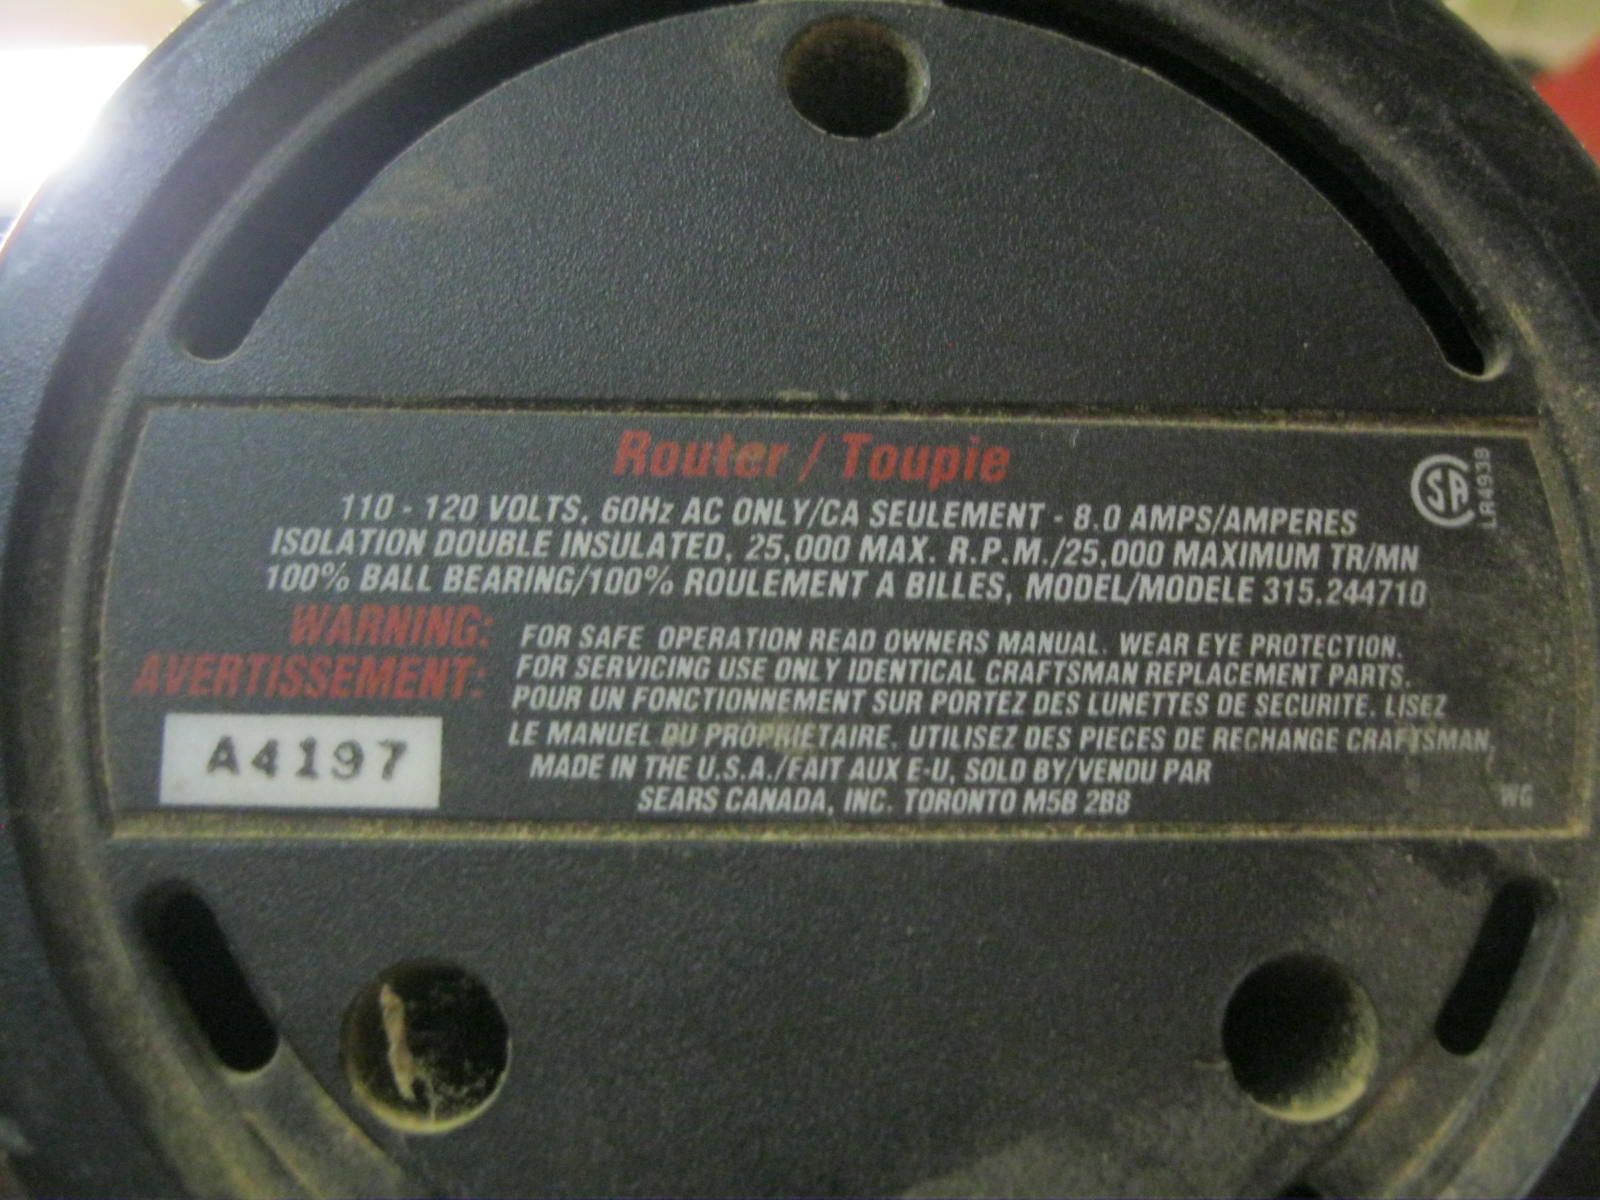 Router / Toupie
110 - 120 VOLTS, 60Hz AC ONLY/CA SEULEMENT - 8.0 AMPS/AMPERES
ISOLATION DOUBLE INSULATED, 25,000 MAX. R.P.M./25,000 MAXIMUM TR/MN
100% BALL BEARING/100% ROULEMENT A BILLES, MODEL/MODELE 315.244710
CSA LR4938
WARNING:
AVERTISSEMENT:
FOR SAFE OPERATION READ OWNERS MANUAL. WEAR EYE PROTECTION.
FOR SERVICING USE ONLY IDENTICAL CRAFTSMAN REPLACEMENT PARTS.
POUR UN FONCTIONNEMENT SUR PORTEZ DES LUNETTES DE SECURITE. LISEZ
LE MANUEL DU PROPRIETAIRE. UTILISEZ DES PIECES DE RECHANGE CRAFTSMAN.
MADE IN THE U.S.A./FAIT AUX E-U, SOLD BY/VENDU PAR
SEARS CANADA, INC. TORONTO M5B 2B8
A4197
WG